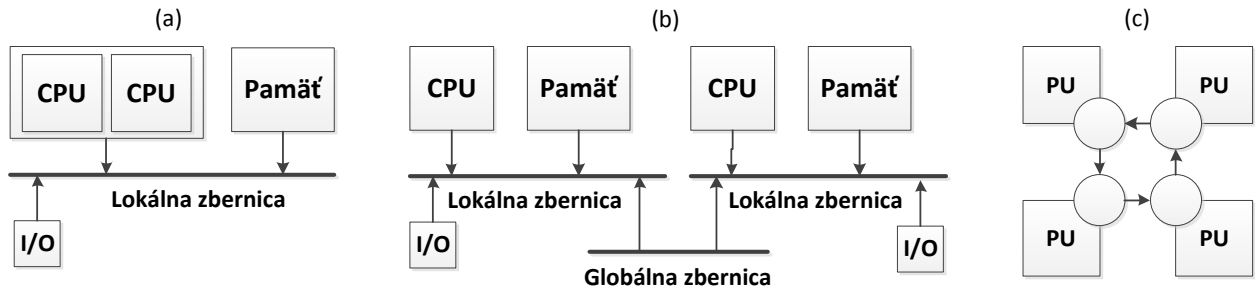 (a)
CPU CPU Pamäť
Lokálna zbernica
I/O
(b)
CPU Pamäť CPU Pamäť
Lokálna zbernica Lokálna zbernica
I/O I/O
Globálna zbernica
(c)
PU PU
PU PU